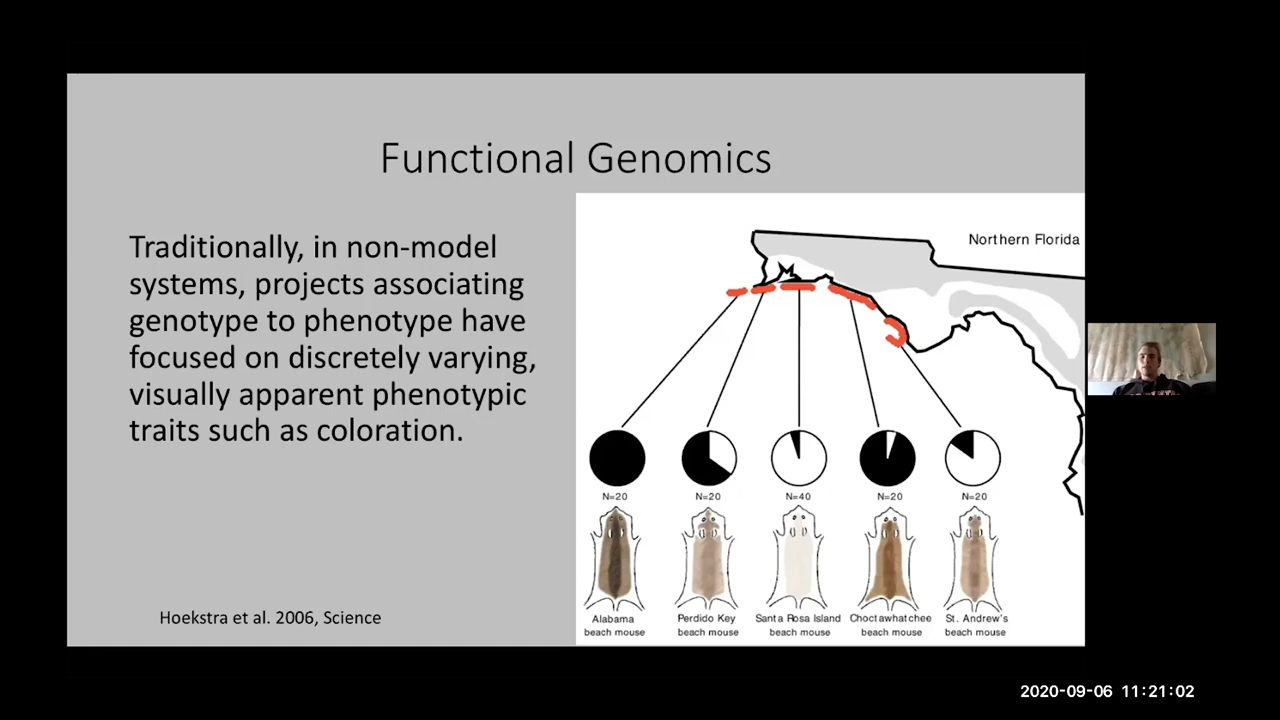 Functional Genomics
Traditionally, in non-model
systems, projects associating
genotype to phenotype have
focused on discretely varying,
visually apparent phenotypic
traits such as coloration.
Hoekstra et al. 2006, Science
Northern Florida
N=20
N=20
N=40
N=20
N=20
Alabama
beach mouse
Perdido Key
beach mouse
Santa Rosa Island
beach mouse
Choctawhatchee
beach mouse
St. Andrew's
beach mouse
2020-09-06 11:21:02